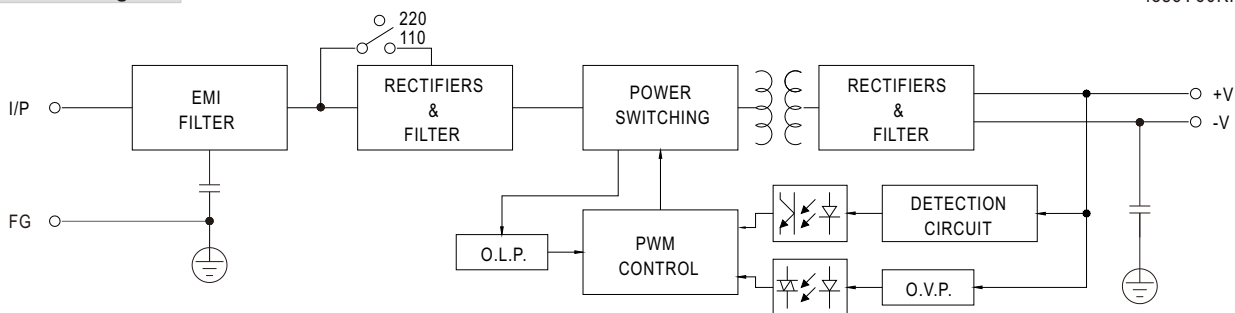 220
110
I/P
EMI
FILTER
RECTIFIERS
&
FILTER
POWER
SWITCHING
RECTIFIERS
&
FILTER
+V
-V
FG
O.L.P.
PWM
CONTROL
DETECTION
CIRCUIT
O.V.P.